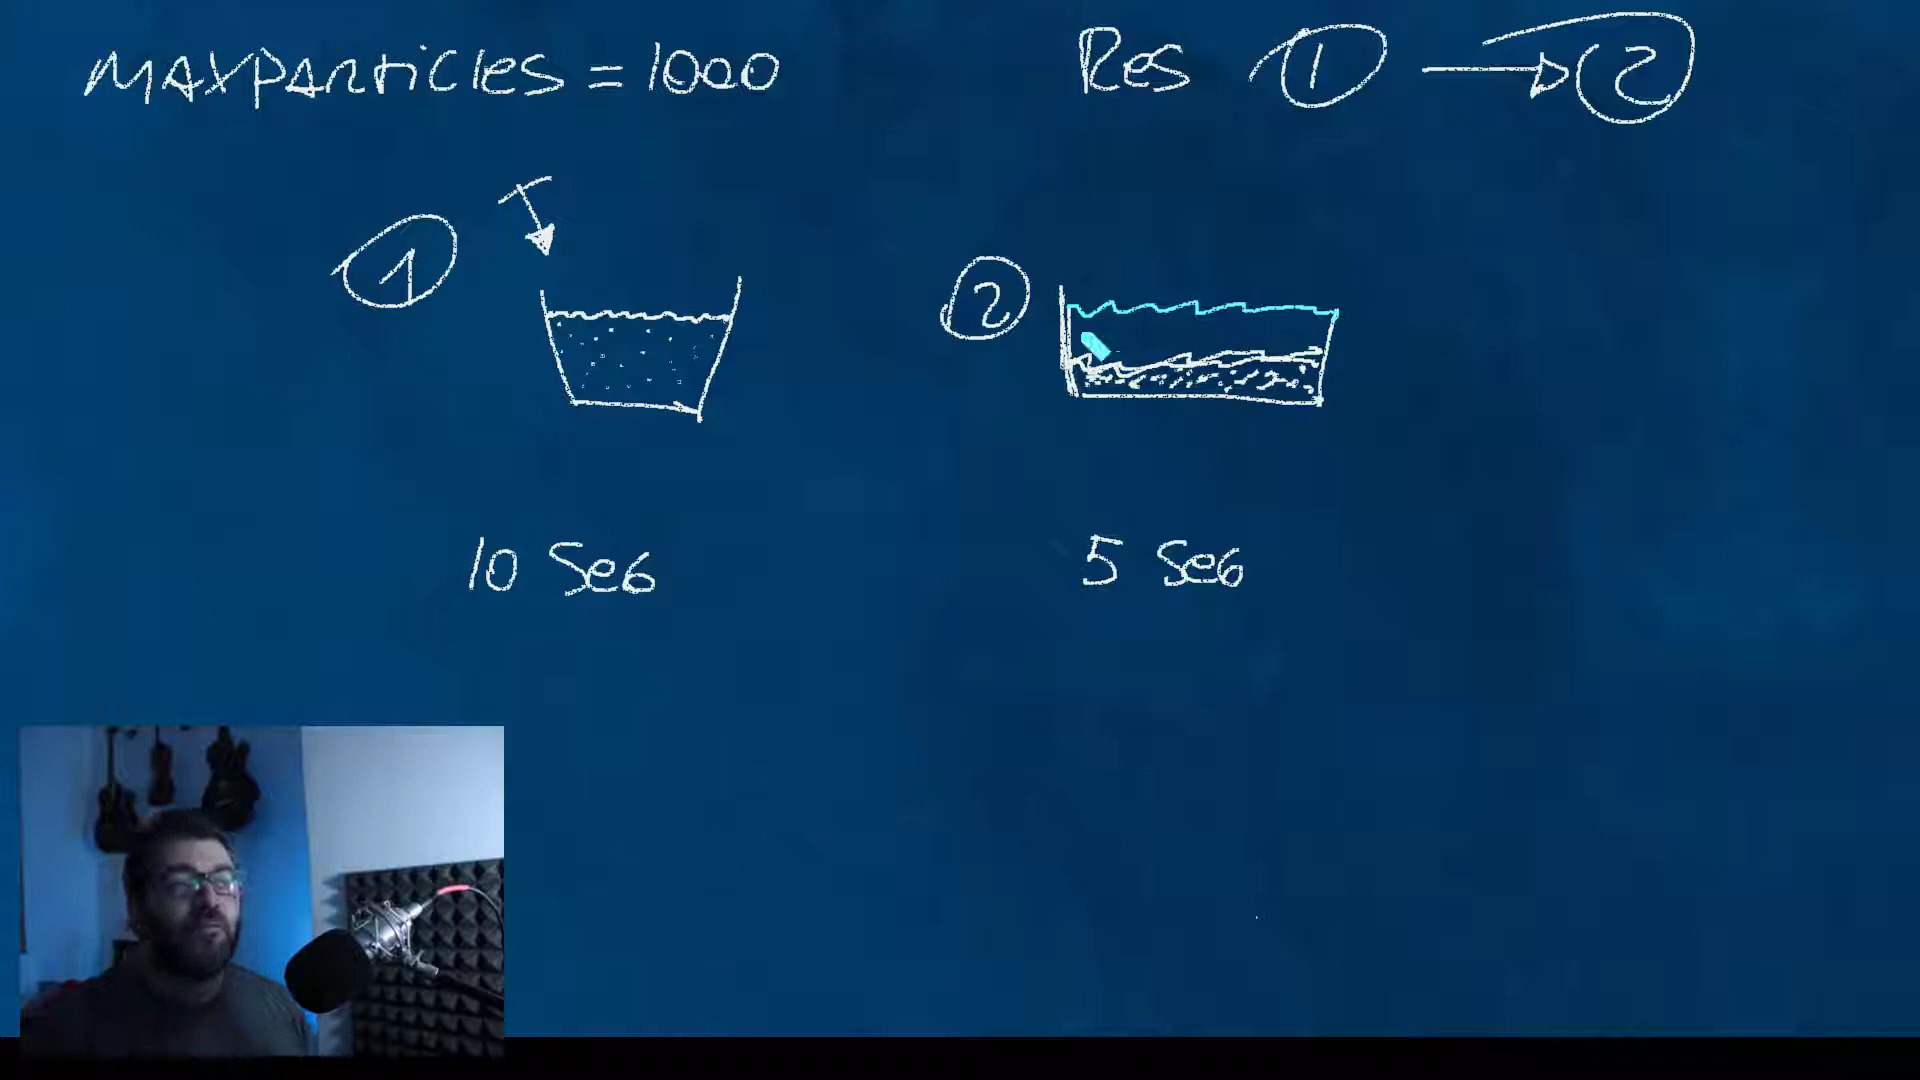 MAXPARTICLES = 1000
Res 1 → 2
1
2
10 SeG
5 SeG